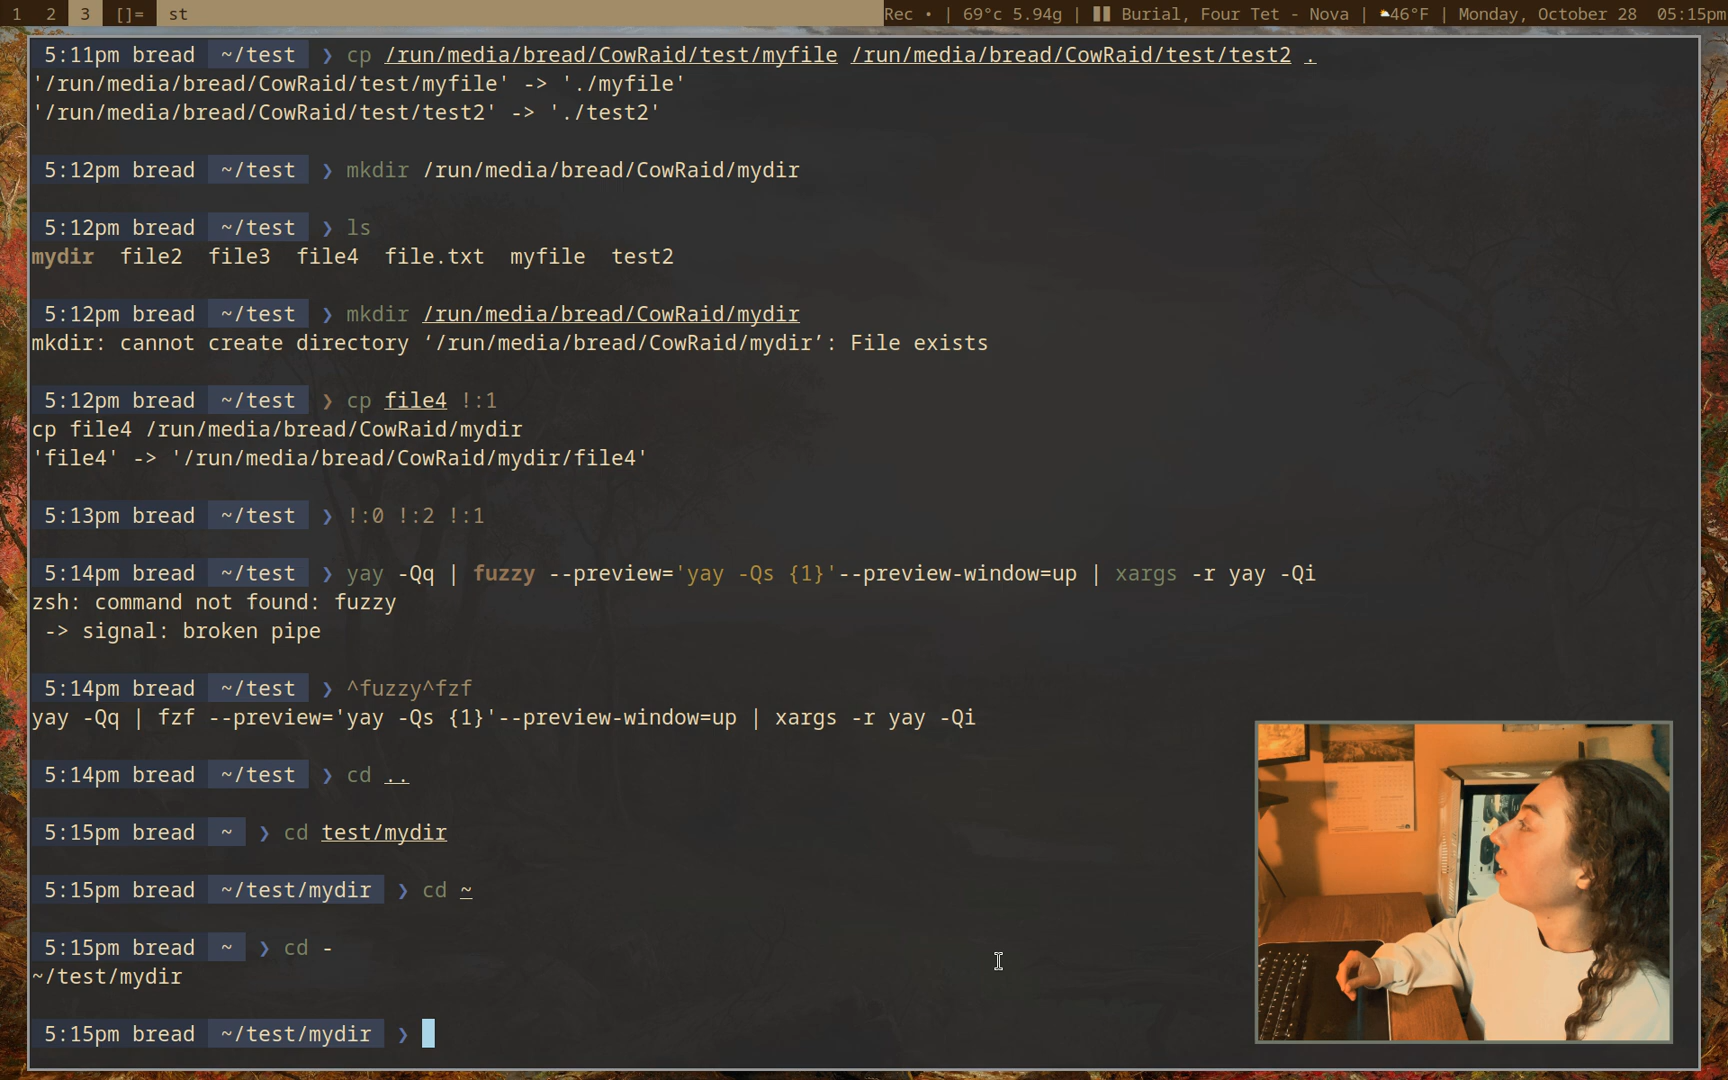 1 2 3 []= st Rec • | 69°c 5.94g | ▮▮ Burial, Four Tet - Nova | ⛅46°F | Monday, October 28 05:15pm
5:11pm bread ~/test ❯ cp /run/media/bread/CowRaid/test/myfile /run/media/bread/CowRaid/test/test2 .
'/run/media/bread/CowRaid/test/myfile' -> './myfile'
'/run/media/bread/CowRaid/test/test2' -> './test2'
5:12pm bread ~/test ❯ mkdir /run/media/bread/CowRaid/mydir
5:12pm bread ~/test ❯ ls
mydir file2 file3 file4 file.txt myfile test2
5:12pm bread ~/test ❯ mkdir /run/media/bread/CowRaid/mydir
mkdir: cannot create directory ‘/run/media/bread/CowRaid/mydir’: File exists
5:12pm bread ~/test ❯ cp file4 !:1
cp file4 /run/media/bread/CowRaid/mydir
'file4' -> '/run/media/bread/CowRaid/mydir/file4'
5:13pm bread ~/test ❯ !:0 !:2 !:1
5:14pm bread ~/test ❯ yay -Qq | fuzzy --preview='yay -Qs {1}'--preview-window=up | xargs -r yay -Qi
zsh: command not found: fuzzy
-> signal: broken pipe
5:14pm bread ~/test ❯ ^fuzzy^fzf
yay -Qq | fzf --preview='yay -Qs {1}'--preview-window=up | xargs -r yay -Qi
5:14pm bread ~/test ❯ cd ..
5:15pm bread ~ ❯ cd test/mydir
5:15pm bread ~/test/mydir ❯ cd ~
5:15pm bread ~ ❯ cd -
~/test/mydir
5:15pm bread ~/test/mydir ❯